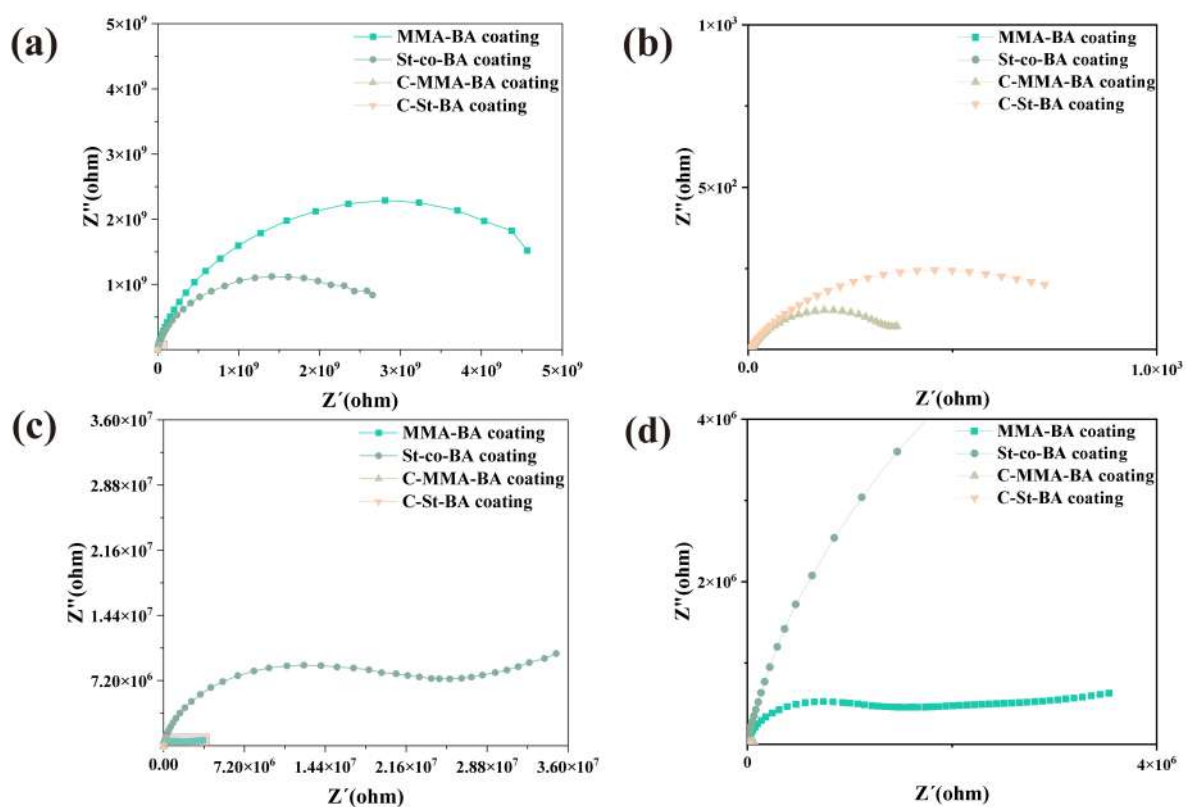 (a)
5×10⁹
4×10⁹
3×10⁹
2×10⁹
1×10⁹
0
1×10⁹
2×10⁹
3×10⁹
4×10⁹
5×10⁹
Z''(ohm)
Z′(ohm)
MMA-BA coating
St-co-BA coating
C-MMA-BA coating
C-St-BA coating
(b)
1×10³
5×10²
0.0
1.0×10³
Z''(ohm)
Z′(ohm)
MMA-BA coating
St-co-BA coating
C-MMA-BA coating
C-St-BA coating
(c)
3.60×10⁷
2.88×10⁷
2.16×10⁷
1.44×10⁷
7.20×10⁶
0.00
7.20×10⁶
1.44×10⁷
2.16×10⁷
2.88×10⁷
3.60×10⁷
Z''(ohm)
Z′(ohm)
MMA-BA coating
St-co-BA coating
C-MMA-BA coating
C-St-BA coating
(d)
4×10⁶
2×10⁶
0
4×10⁶
Z''(ohm)
Z′(ohm)
MMA-BA coating
St-co-BA coating
C-MMA-BA coating
C-St-BA coating